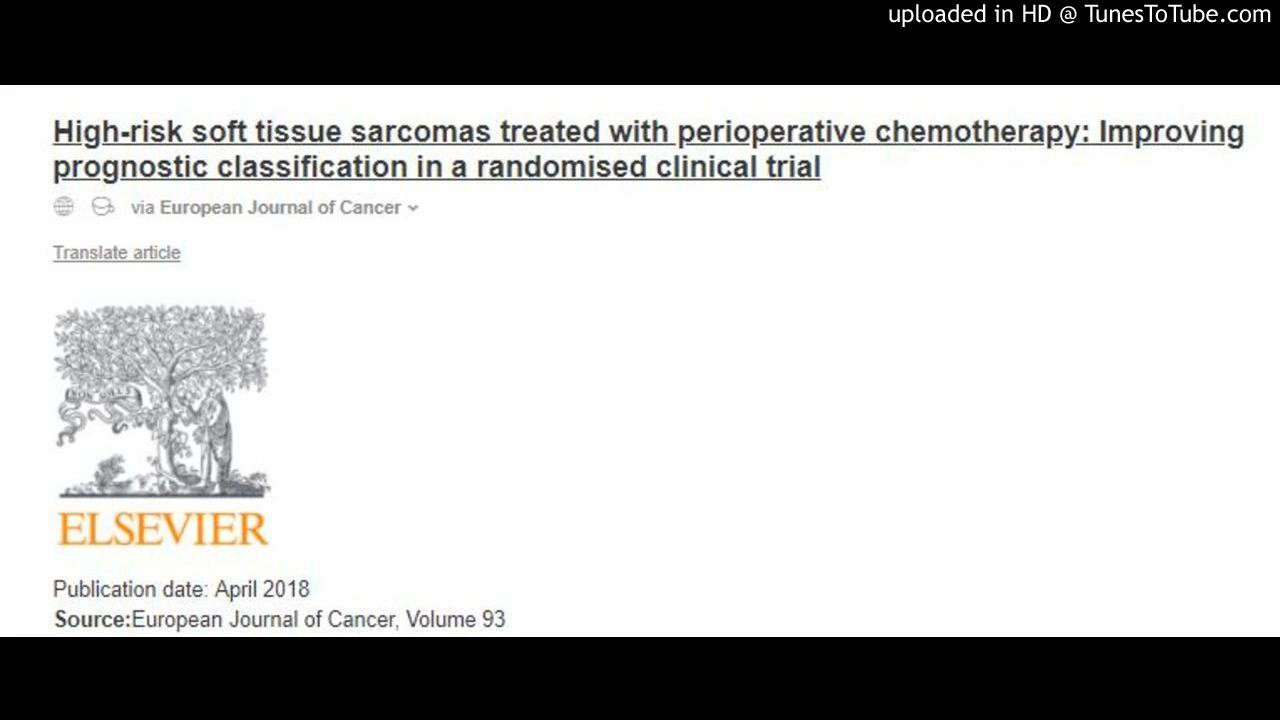 uploaded in HD @ TunesToTube.com
High-risk soft tissue sarcomas treated with perioperative chemotherapy: Improving
prognostic classification in a randomised clinical trial
via European Journal of Cancer
Translate article
ELSEVIER
Publication date: April 2018
Source:European Journal of Cancer, Volume 93